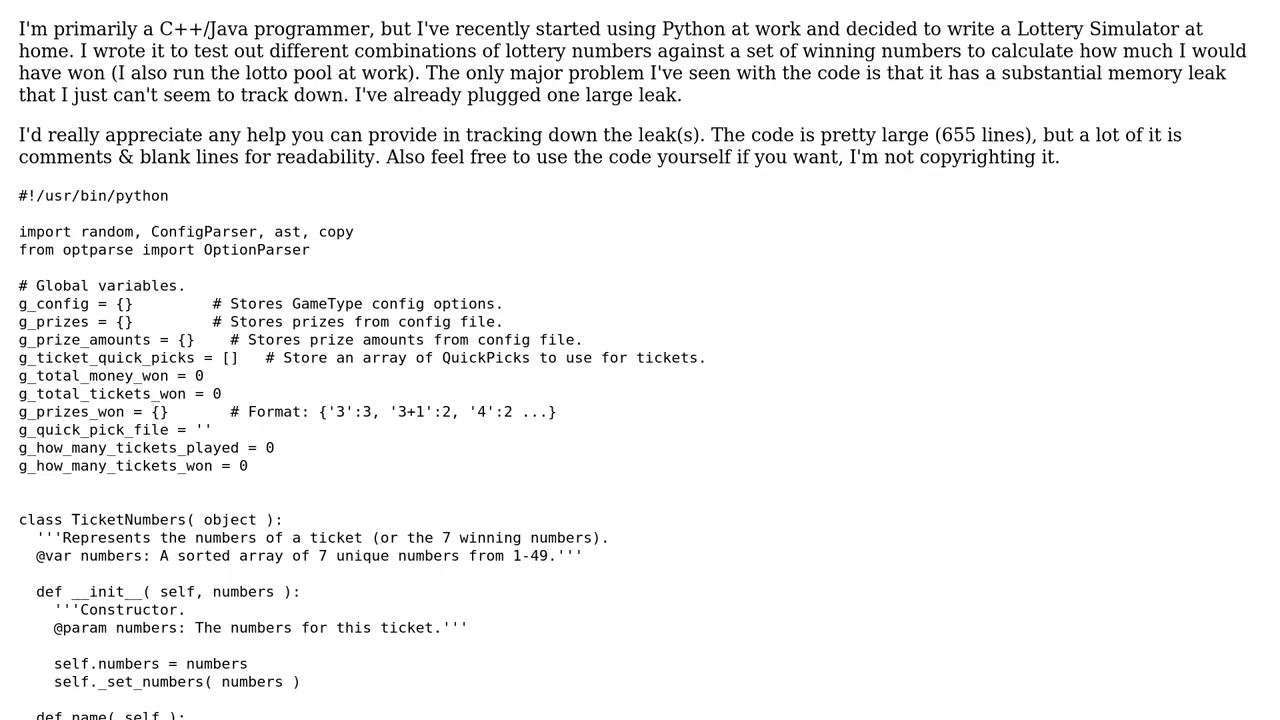 I'm primarily a C++/Java programmer, but I've recently started using Python at work and decided to write a Lottery Simulator at
home. I wrote it to test out different combinations of lottery numbers against a set of winning numbers to calculate how much I would
have won (I also run the lotto pool at work). The only major problem I've seen with the code is that it has a substantial memory leak
that I just can't seem to track down. I've already plugged one large leak.
I'd really appreciate any help you can provide in tracking down the leak(s). The code is pretty large (655 lines), but a lot of it is
comments & blank lines for readability. Also feel free to use the code yourself if you want, I'm not copyrighting it.
#!/usr/bin/python
import random, ConfigParser, ast, copy
from optparse import OptionParser
# Global variables.
g_config = {}         # Stores GameType config options.
g_prizes = {}         # Stores prizes from config file.
g_prize_amounts = {}    # Stores prize amounts from config file.
g_ticket_quick_picks = []   # Store an array of QuickPicks to use for tickets.
g_total_money_won = 0
g_total_tickets_won = 0
g_prizes_won = {}       # Format: {'3':3, '3+1':2, '4':2 ...}
g_quick_pick_file = ''
g_how_many_tickets_played = 0
g_how_many_tickets_won = 0
class TicketNumbers( object ):
  '''Represents the numbers of a ticket (or the 7 winning numbers).
  @var numbers: A sorted array of 7 unique numbers from 1-49.'''
  def __init__( self, numbers ):
    '''Constructor.
    @param numbers: The numbers for this ticket.'''
    self.numbers = numbers
    self._set_numbers( numbers )
  def name( self ):